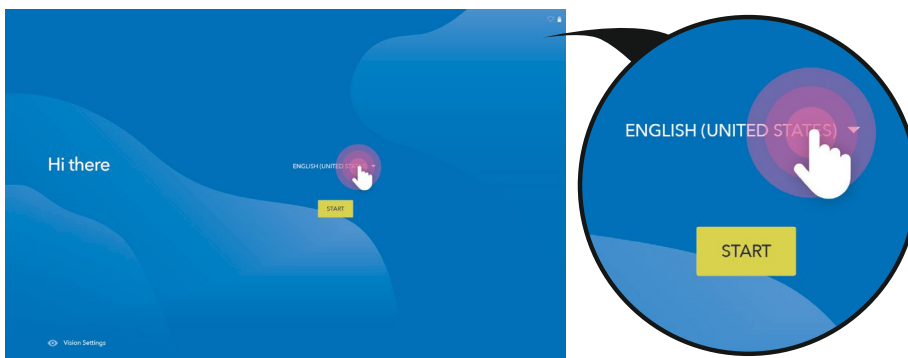 Hi there
ENGLISH (UNITED STATES)
START
Vision Settings
ENGLISH (UNITED STATES)
START